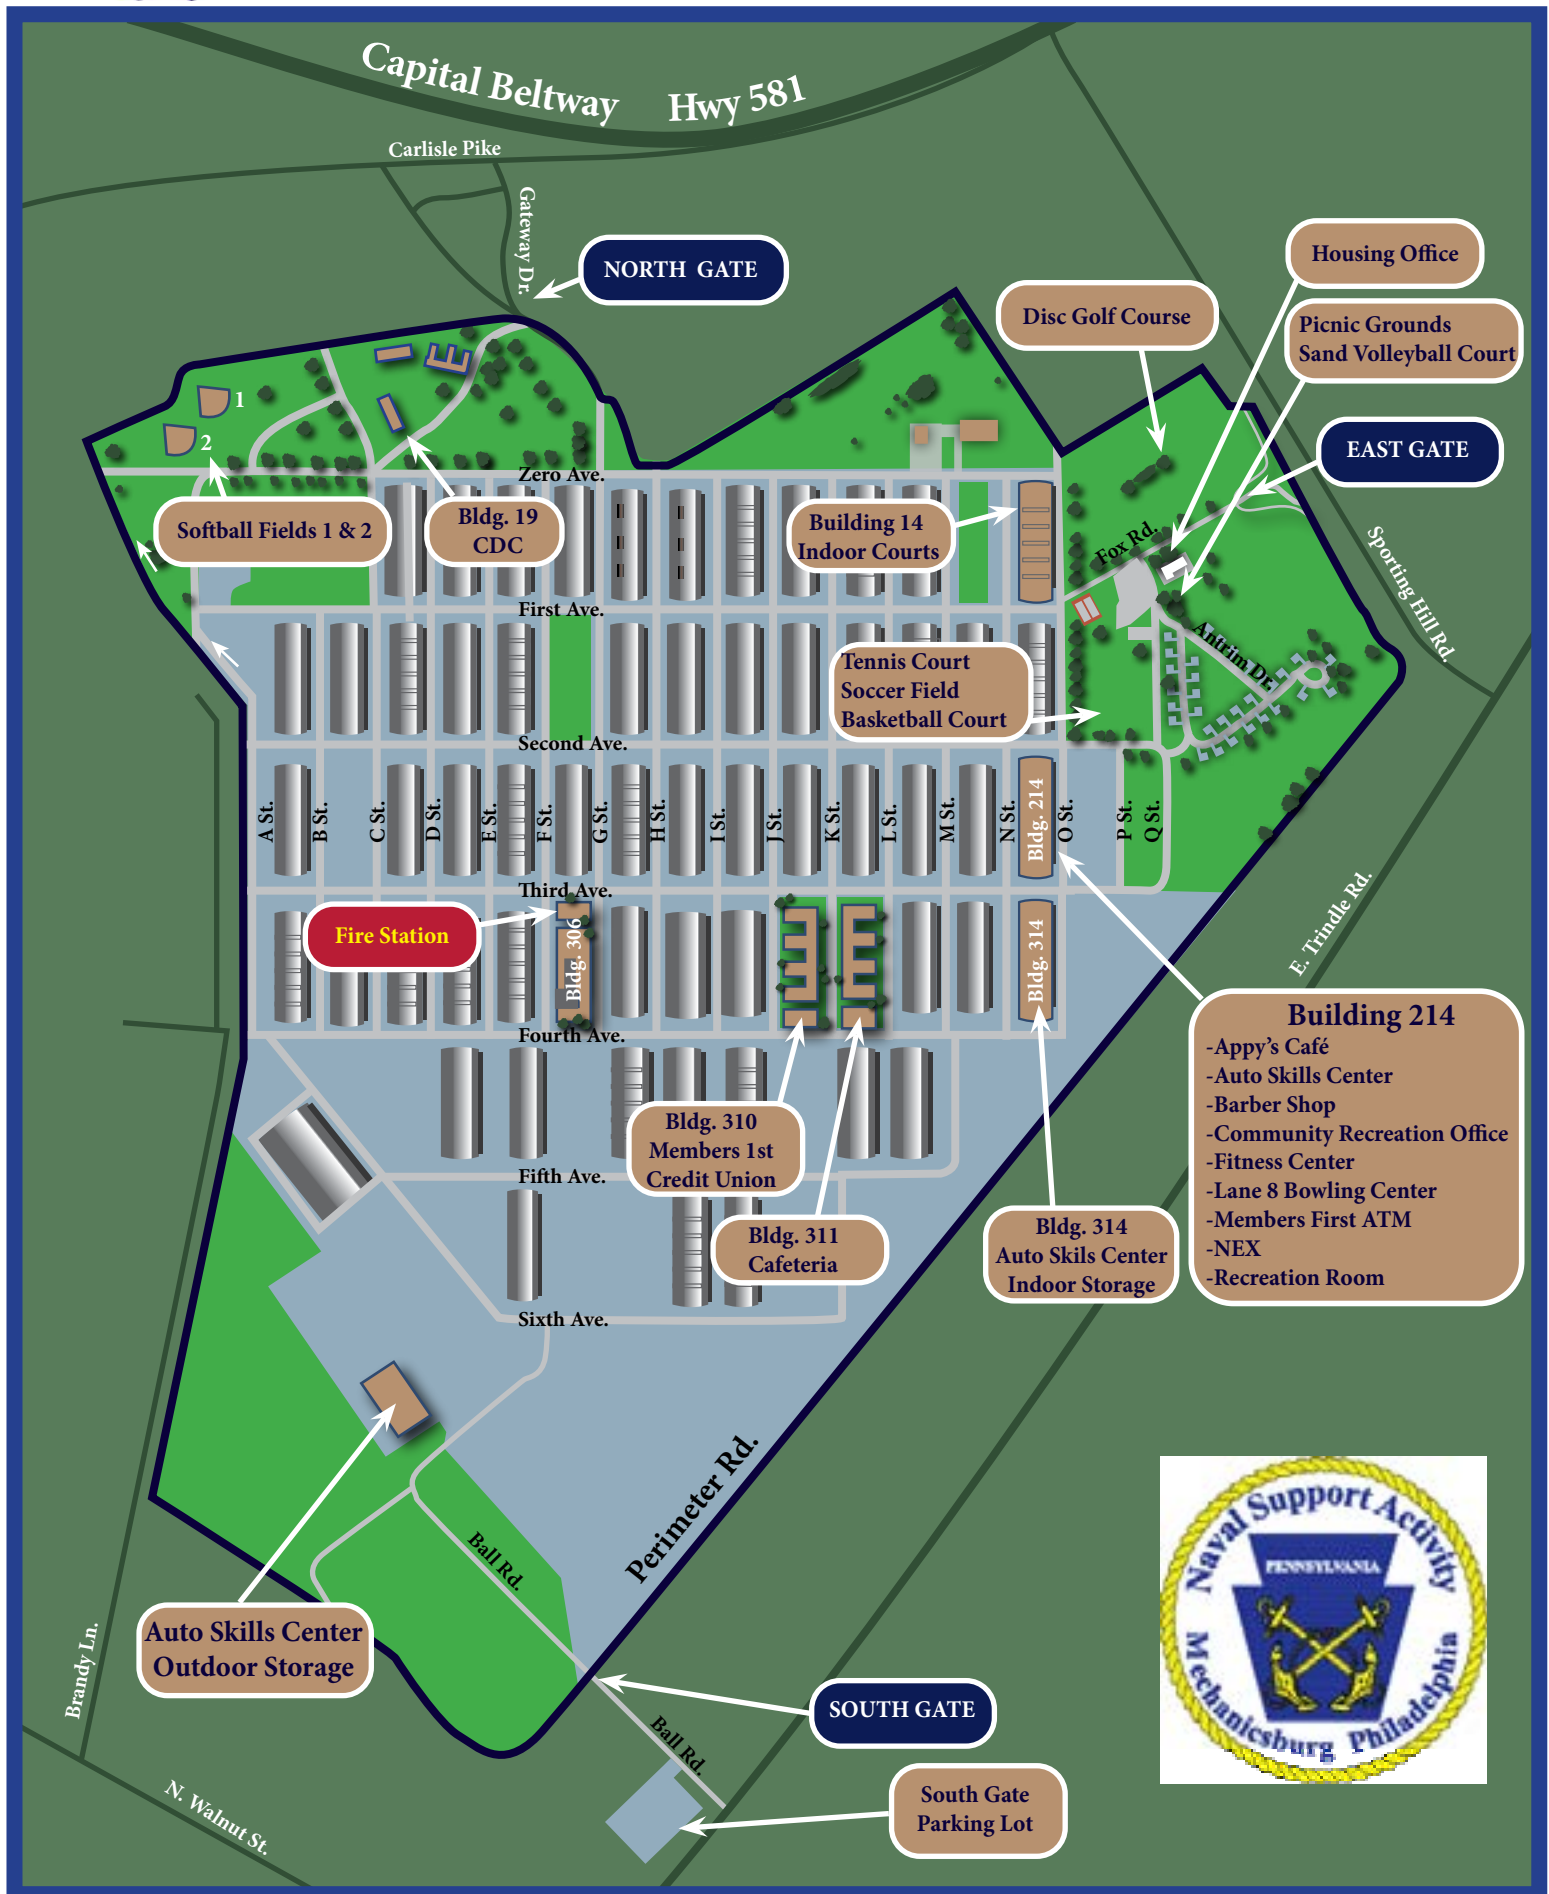 Capital Beltway Hwy 581
Carlisle Pike
Gateway Dr.
NORTH GATE
Housing Office
Disc Golf Course
Picnic Grounds
Sand Volleyball Court
1
2
EAST GATE
Zero Ave.
Softball Fields 1 & 2
Bldg. 19
CDC
Building 14
Indoor Courts
Fox Rd.
Sporting Hill Rd.
First Ave.
Antrim Dr.
Tennis Court
Soccer Field
Basketball Court
Second Ave.
A St.
B St.
C St.
D St.
E St.
F St.
G St.
H St.
I St.
J St.
K St.
L St.
M St.
N St.
Bldg. 214
O St.
P St.
Q St.
Third Ave.
Fire Station
Bldg. 306
Bldg. 314
E. Trindle Rd.
Fourth Ave.
Building 214
-Appy's Café
-Auto Skills Center
-Barber Shop
-Community Recreation Office
-Fitness Center
-Lane 8 Bowling Center
-Members First ATM
-NEX
-Recreation Room
Bldg. 310
Members 1st
Credit Union
Fifth Ave.
Bldg. 311
Cafeteria
Bldg. 314
Auto Skils Center
Indoor Storage
Sixth Ave.
Perimeter Rd.
Ball Rd.
Auto Skills Center
Outdoor Storage
Brandy Ln.
SOUTH GATE
Ball Rd.
N. Walnut St.
South Gate
Parking Lot
Naval Support Activity
PENNSYLVANIA
Mechanicsburg Philadelphia